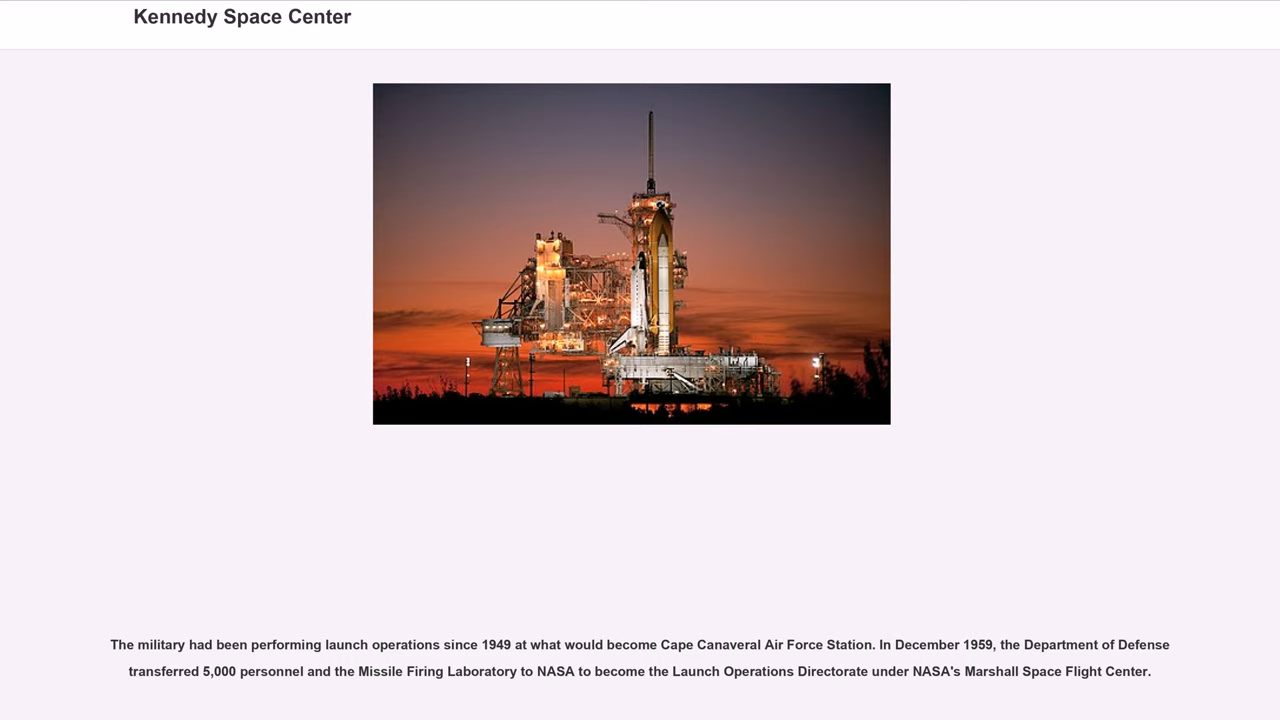 Kennedy Space Center
The military had been performing launch operations since 1949 at what would become Cape Canaveral Air Force Station. In December 1959, the Department of Defense
transferred 5,000 personnel and the Missile Firing Laboratory to NASA to become the Launch Operations Directorate under NASA's Marshall Space Flight Center.